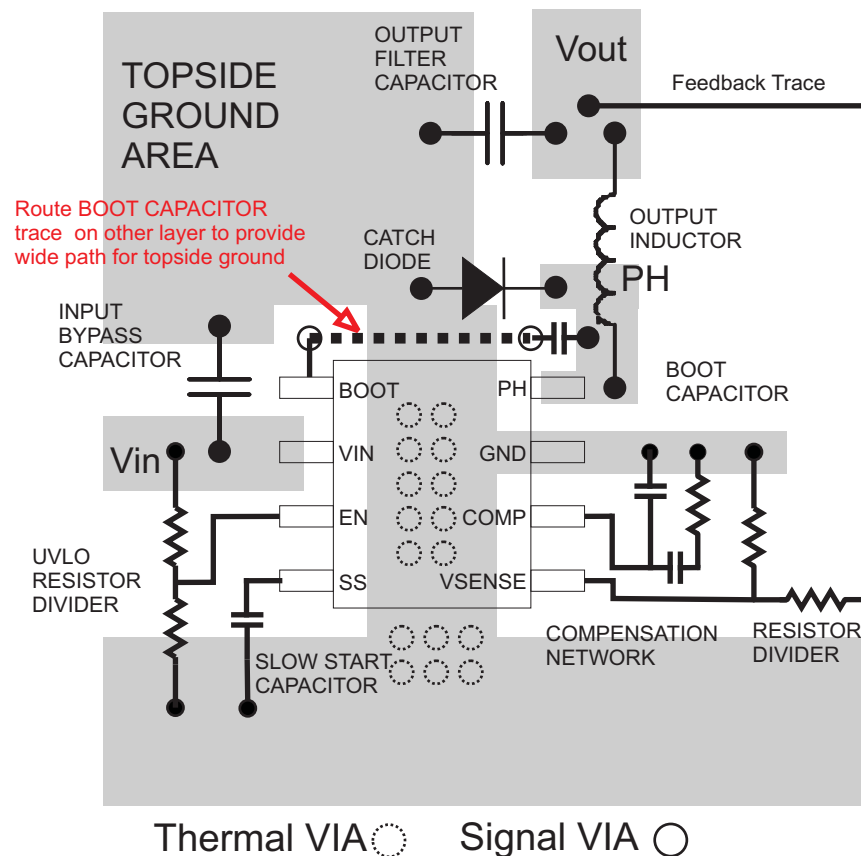 OUTPUT
FILTER
CAPACITOR
Vout
TOPSIDE
GROUND
AREA
Feedback Trace
Route BOOT CAPACITOR
trace on other layer to provide
wide path for topside ground
CATCH
DIODE
OUTPUT
INDUCTOR
PH
INPUT
BYPASS
CAPACITOR
BOOT
CAPACITOR
BOOT
PH
Vin
VIN
GND
EN
COMP
UVLO
RESISTOR
DIVIDER
SS
VSENSE
SLOW START
CAPACITOR
COMPENSATION
NETWORK
RESISTOR
DIVIDER
Thermal VIA
Signal VIA